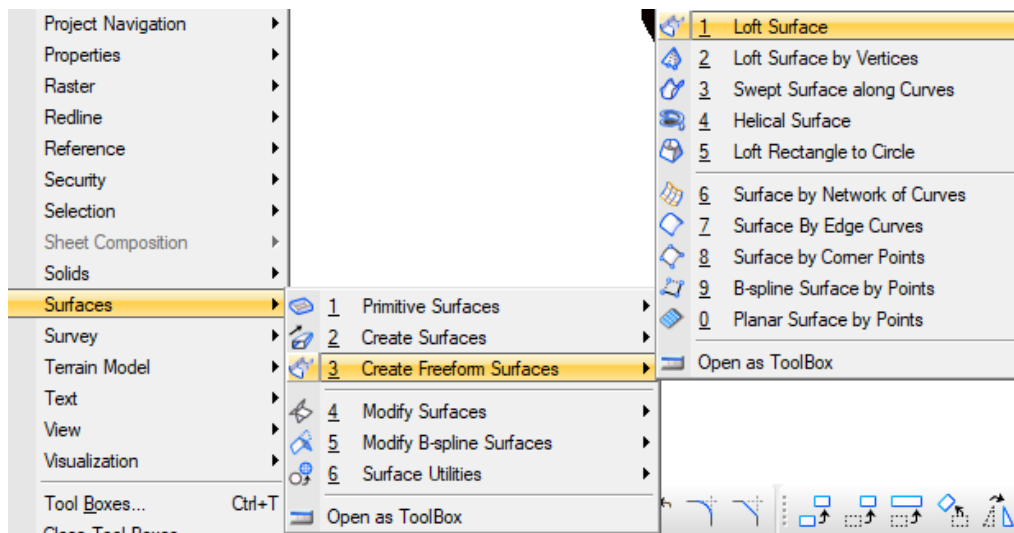 Project Navigation
Properties
Raster
Redline
Reference
Security
Selection
Sheet Composition
Solids
Surfaces
Survey
Terrain Model
Text
View
Visualization
Tool Boxes... Ctrl+T
Close Tool Boxes
1 Primitive Surfaces
2 Create Surfaces
3 Create Freeform Surfaces
4 Modify Surfaces
5 Modify B-spline Surfaces
6 Surface Utilities
Open as ToolBox
1 Loft Surface
2 Loft Surface by Vertices
3 Swept Surface along Curves
4 Helical Surface
5 Loft Rectangle to Circle
6 Surface by Network of Curves
7 Surface By Edge Curves
8 Surface by Corner Points
9 B-spline Surface by Points
0 Planar Surface by Points
Open as ToolBox